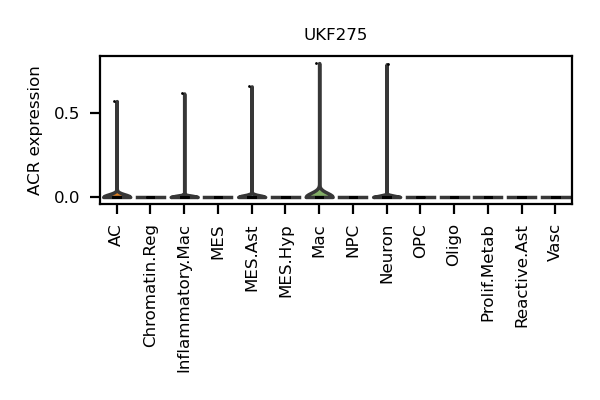 UKF275
ACR expression
0.5
0.0
AC
Chromatin.Reg
Inflammatory.Mac
MES
MES.Ast
MES.Hyp
Mac
NPC
Neuron
OPC
Oligo
Prolif.Metab
Reactive.Ast
Vasc